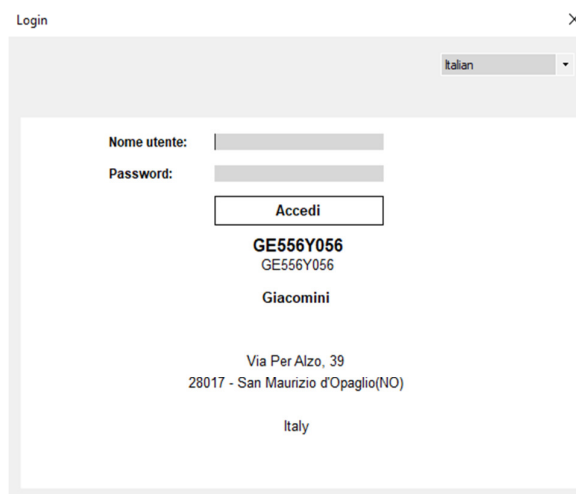 Login
Italian
Nome utente:
Password:
Accedi
GE556Y056
GE556Y056
Giacomini
Via Per Alzo, 39
28017 - San Maurizio d'Opaglio(NO)
Italy